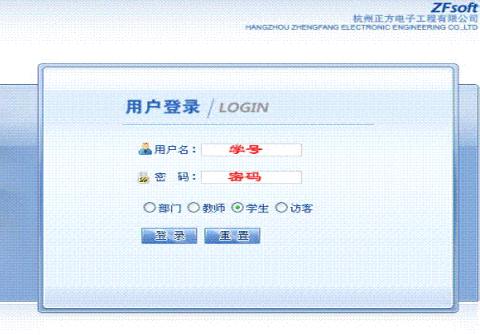 ZFsoft
杭州正方电子工程有限公司
HANGZHOU ZHENGFANG ELECTRONIC ENGINEERING CO.,LTD
用户登录 / LOGIN
用户名： 学号
密 码： 密码
部门 教师 学生 访客
登 录 重 置